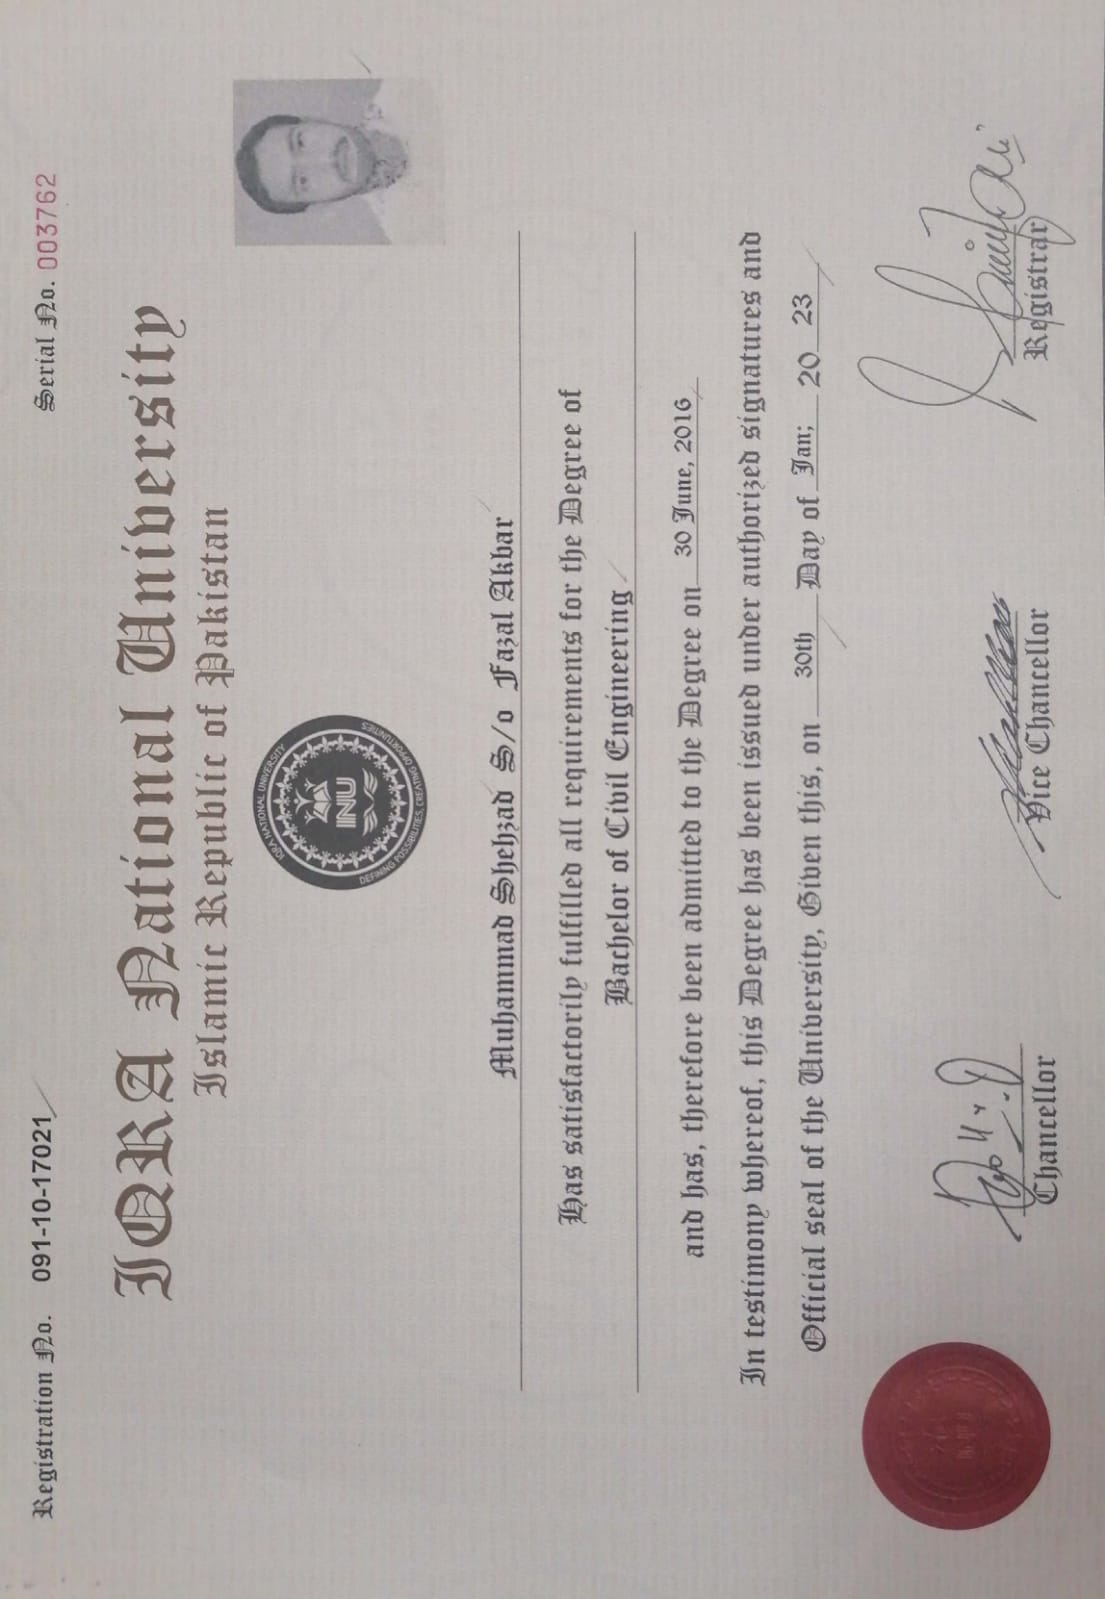 Registration No. 091-10-17021
Serial No. 003762
IQRA National University
Islamic Republic of Pakistan
IQRA NATIONAL UNIVERSITY
INU
DEFINING POSSIBILITIES, CREATING OPPORTUNITIES
Muhammad Shehzad S/o Fazal Akbar
Has satisfactorily fulfilled all requirements for the Degree of
Bachelor of Civil Engineering
and has, therefore been admitted to the Degree on 30 June, 2016
In testimony whereof, this Degree has been issued under authorized signatures and
Official seal of the University, Given this, on 30th Day of Jan; 20 23
Chancellor
Vice Chancellor
Registrar